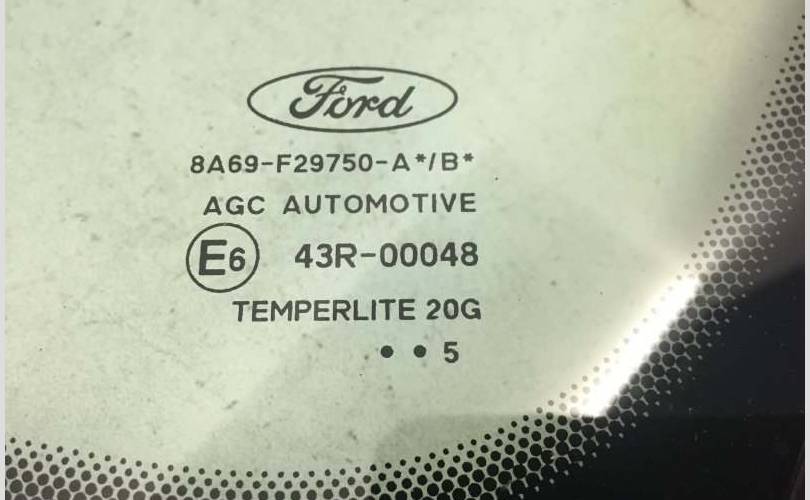 Ford
8A69-F29750-A*/B*
AGC AUTOMOTIVE
E6 43R-00048
TEMPERLITE 20G
• • 5